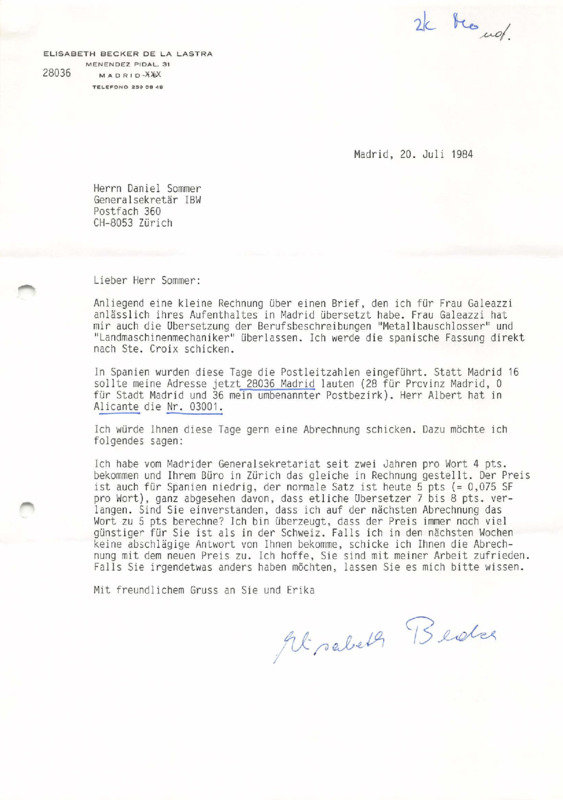 2k Mo
ud.
ELISABETH BECKER DE LA LASTRA
MENENDEZ PIDAL, 31
28036 MADRID-XXX
TELEFONO 259 08 49
Madrid, 20. Juli 1984
Herrn Daniel Sommer
Generalsekretär IBW
Postfach 360
CH-8053 Zürich
Lieber Herr Sommer:
Anliegend eine kleine Rechnung über einen Brief, den ich für Frau Galeazzi
anlässlich ihres Aufenthaltes in Madrid übersetzt habe. Frau Galeazzi hat
mir auch die Übersetzung der Berufsbeschreibungen "Metallbauschlosser" und
"Landmaschinenmechaniker" überlassen. Ich werde die spanische Fassung direkt
nach Ste. Croix schicken.
In Spanien wurden diese Tage die Postleitzahlen eingeführt. Statt Madrid 16
sollte meine Adresse jetzt 28036 Madrid lauten (28 für Provinz Madrid, 0
für Stadt Madrid und 36 mein umbenannter Postbezirk). Herr Albert hat in
Alicante die Nr. 03001.
Ich würde Ihnen diese Tage gern eine Abrechnung schicken. Dazu möchte ich
folgendes sagen:
Ich habe vom Madrider Generalsekretariat seit zwei Jahren pro Wort 4 pts.
bekommen und Ihrem Büro in Zürich das gleiche in Rechnung gestellt. Der Preis
ist auch für Spanien niedrig, der normale Satz ist heute 5 pts (= 0,075 SF
pro Wort), ganz abgesehen davon, dass etliche Übersetzer 7 bis 8 pts. ver-
langen. Sind Sie einverstanden, dass ich auf der nächsten Abrechnung das
Wort zu 5 pts berechne? Ich bin überzeugt, dass der Preis immer noch viel
günstiger für Sie ist als in der Schweiz. Falls ich in den nächsten Wochen
keine abschlägige Antwort von Ihnen bekomme, schicke ich Ihnen die Abrech-
nung mit dem neuen Preis zu. Ich hoffe, Sie sind mit meiner Arbeit zufrieden.
Falls Sie irgendetwas anders haben möchten, lassen Sie es mich bitte wissen.
Mit freundlichem Gruss an Sie und Erika
Elisabeth Becker